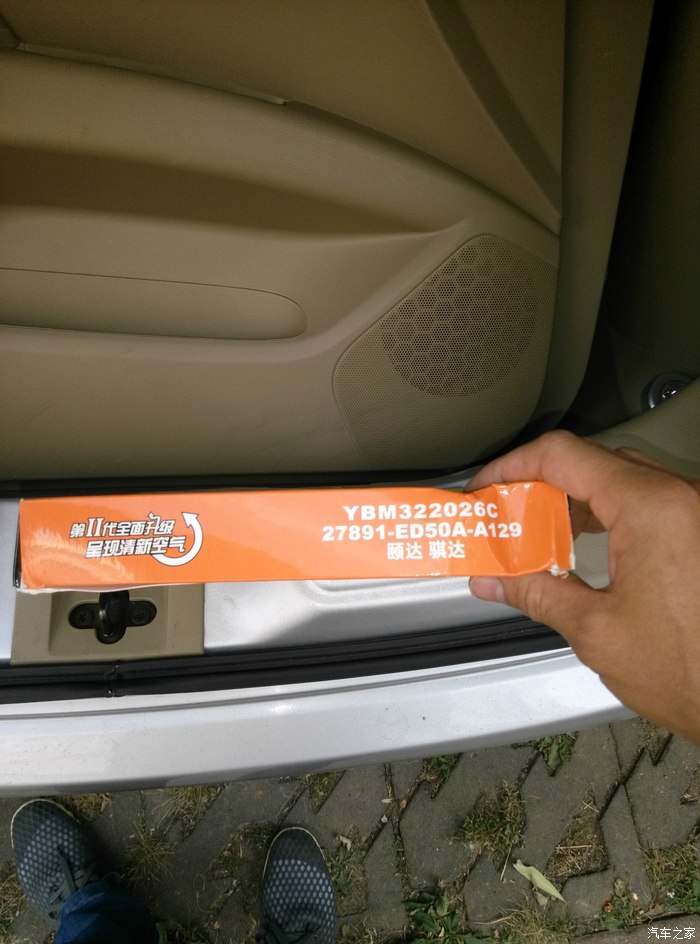 第II代全面升级
呈现清新空气
YBM322026C
27891-ED50A-A129
颐达 骐达
汽车之家